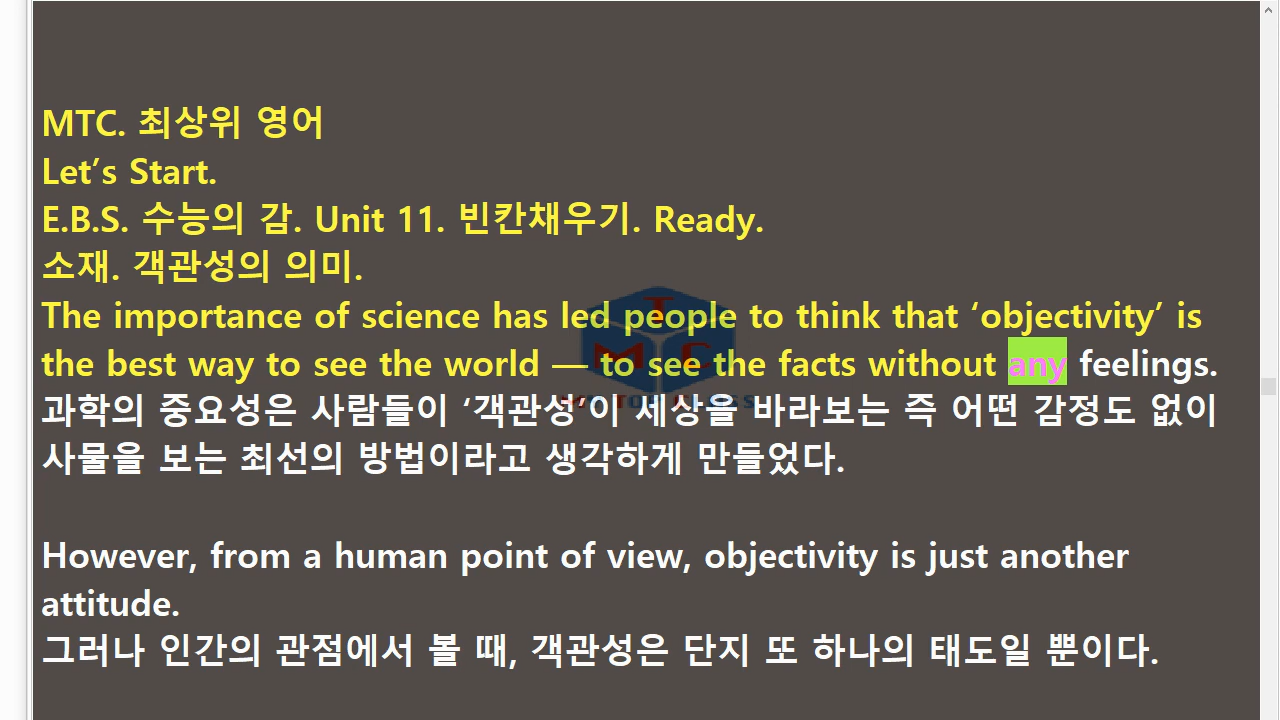 MTC. 최상위 영어
Let’s Start.
E.B.S. 수능의 감. Unit 11. 빈칸채우기. Ready.
소재. 객관성의 의미.
The importance of science has led people to think that ‘objectivity’ is
the best way to see the world — to see the facts without any feelings.
과학의 중요성은 사람들이 ‘객관성’이 세상을 바라보는 즉 어떤 감정도 없이
사물을 보는 최선의 방법이라고 생각하게 만들었다.
However, from a human point of view, objectivity is just another
attitude.
그러나 인간의 관점에서 볼 때, 객관성은 단지 또 하나의 태도일 뿐이다.